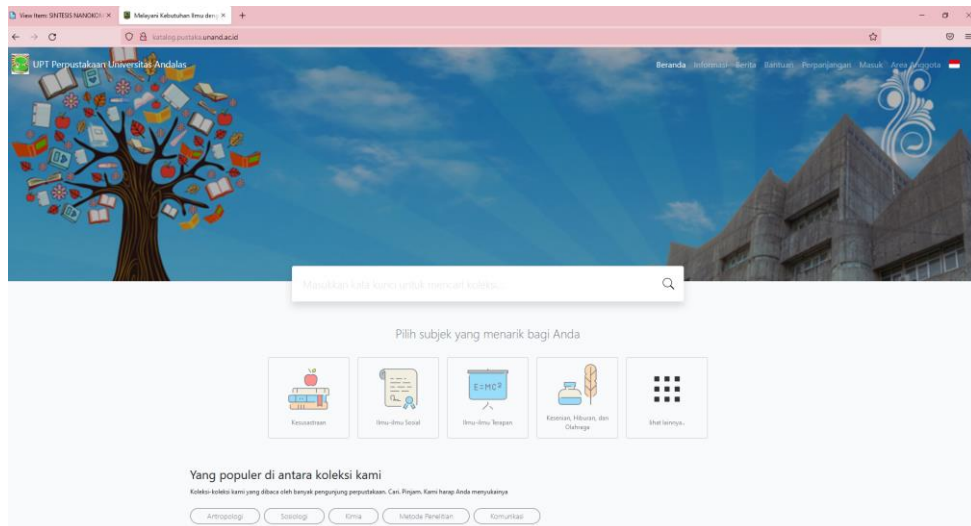 View Item: SINTESIS NANOKO
Melayani Kebutuhan Ilmu den
katalog.pustaka.unand.ac.id
UPT Perpustakaan Universitas Andalas
Beranda Informasi Berita Bantuan Perpanjangan Masuk Area Anggota
Masukkan kata kunci untuk mencari koleksi...
Pilih subjek yang menarik bagi Anda
E=MC²
Kesusastraan
Ilmu-ilmu Sosial
Ilmu-ilmu Terapan
Kesenian, Hiburan, dan
Olahraga
lihat lainnya..
Yang populer di antara koleksi kami
Koleksi-koleksi kami yang dibaca oleh banyak pengunjung perpustakaan. Cari. Pinjam. Kami harap Anda menyukainya
Antropologi
Sosiologi
Kimia
Metode Penelitian
Komunikasi